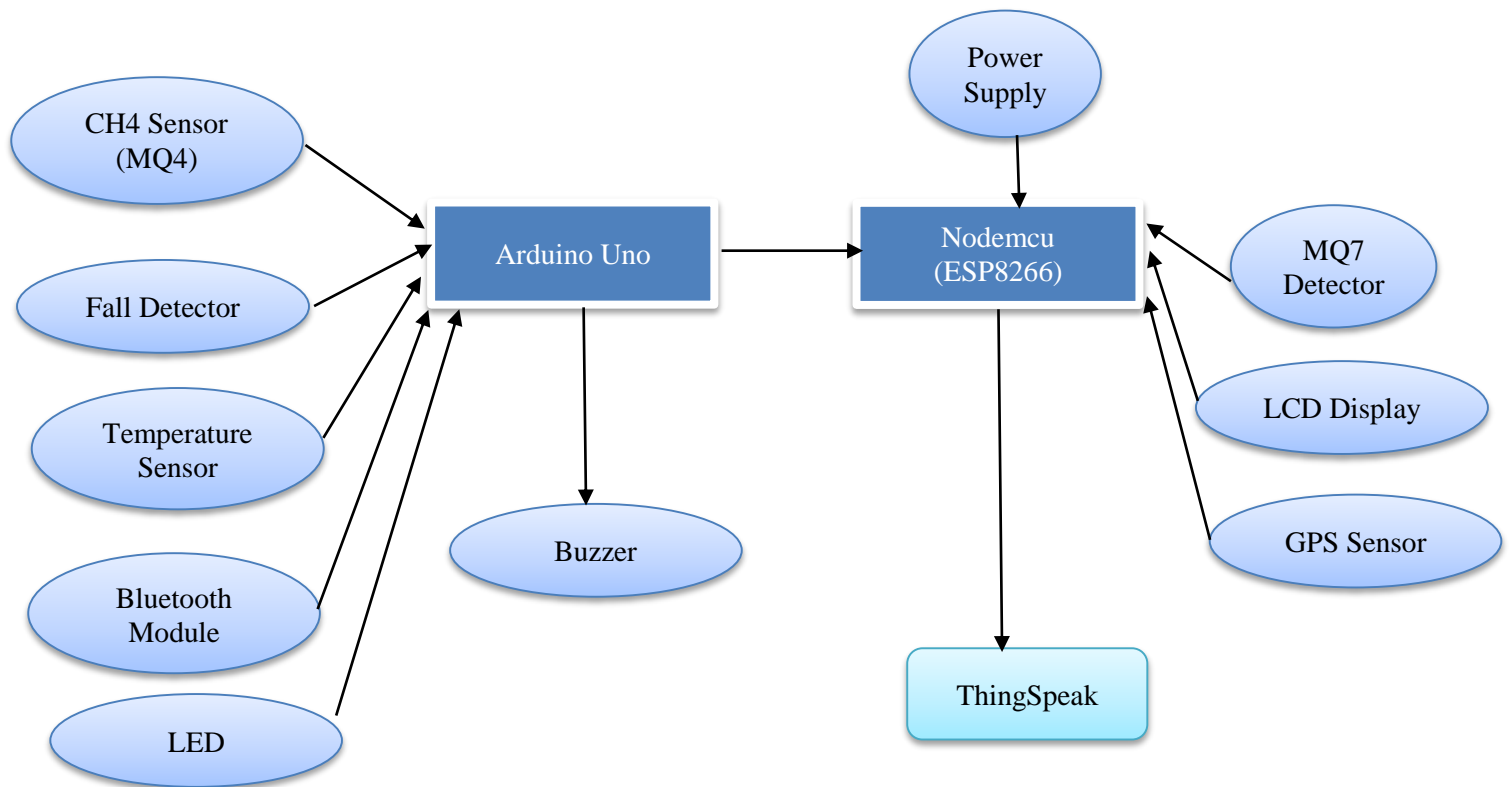 Power
Supply
CH4 Sensor
(MQ4)
Arduino Uno
Nodemcu
(ESP8266)
MQ7
Detector
Fall Detector
LCD Display
Temperature
Sensor
Buzzer
GPS Sensor
Bluetooth
Module
ThingSpeak
LED